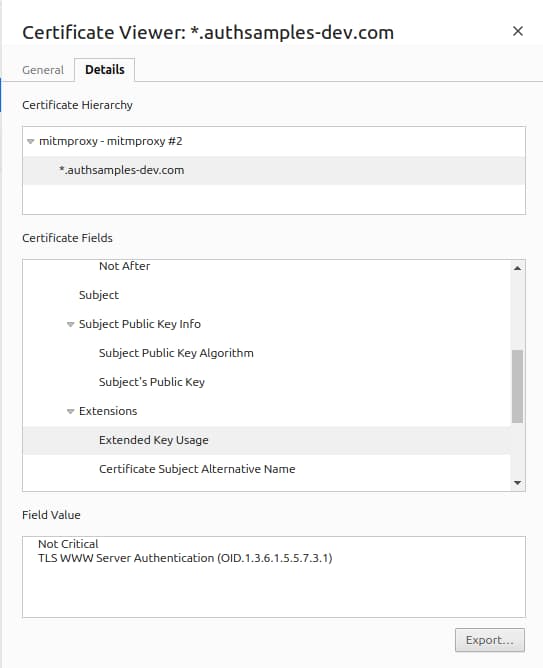 Certificate Viewer: *.authsamples-dev.com
General
Details
Certificate Hierarchy
mitmproxy - mitmproxy #2
*.authsamples-dev.com
Certificate Fields
Not After
Subject
Subject Public Key Info
Subject Public Key Algorithm
Subject's Public Key
Extensions
Extended Key Usage
Certificate Subject Alternative Name
Field Value
Not Critical
TLS WWW Server Authentication (OID.1.3.6.1.5.5.7.3.1)
Export...